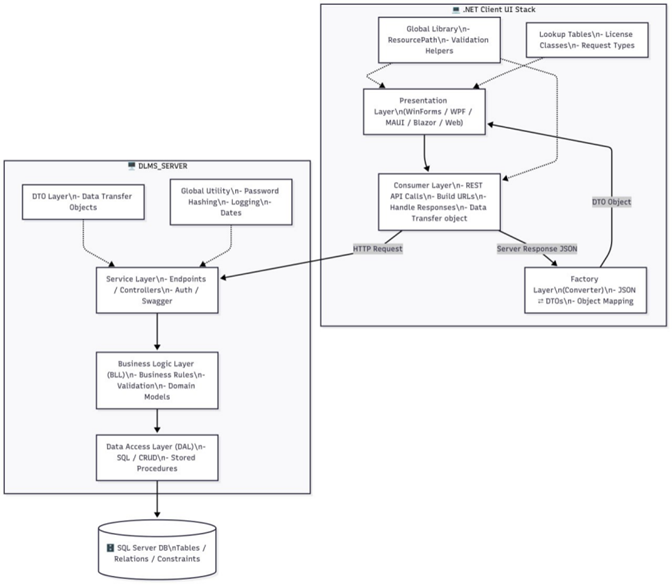 .NET Client UI Stack
Global Library\n-
ResourcePath\n- Validation
Helpers
Lookup Tables\n- License
Classes\n- Request Types
Presentation
Layer\n(WinForms / WPF /
MAUI / Blazor / Web)
Consumer Layer\n- REST
API Calls\n- Build URLs\n-
Handle Responses\n- Data
Transfer object
DTO Object
HTTP Request
Server Response JSON
Factory
Layer\n(Converter)\n- JSON
⇄ DTOs\n- Object Mapping
DLMS_SERVER
DTO Layer\n- Data Transfer
Objects
Global Utility\n- Password
Hashing\n- Logging\n-
Dates
Service Layer\n- Endpoints
/ Controllers\n- Auth /
Swagger
Business Logic Layer
(BLL)\n- Business Rules\n-
Validation\n- Domain
Models
Data Access Layer (DAL)\n-
SQL / CRUD\n- Stored
Procedures
SQL Server DB\nTables /
Relations / Constraints